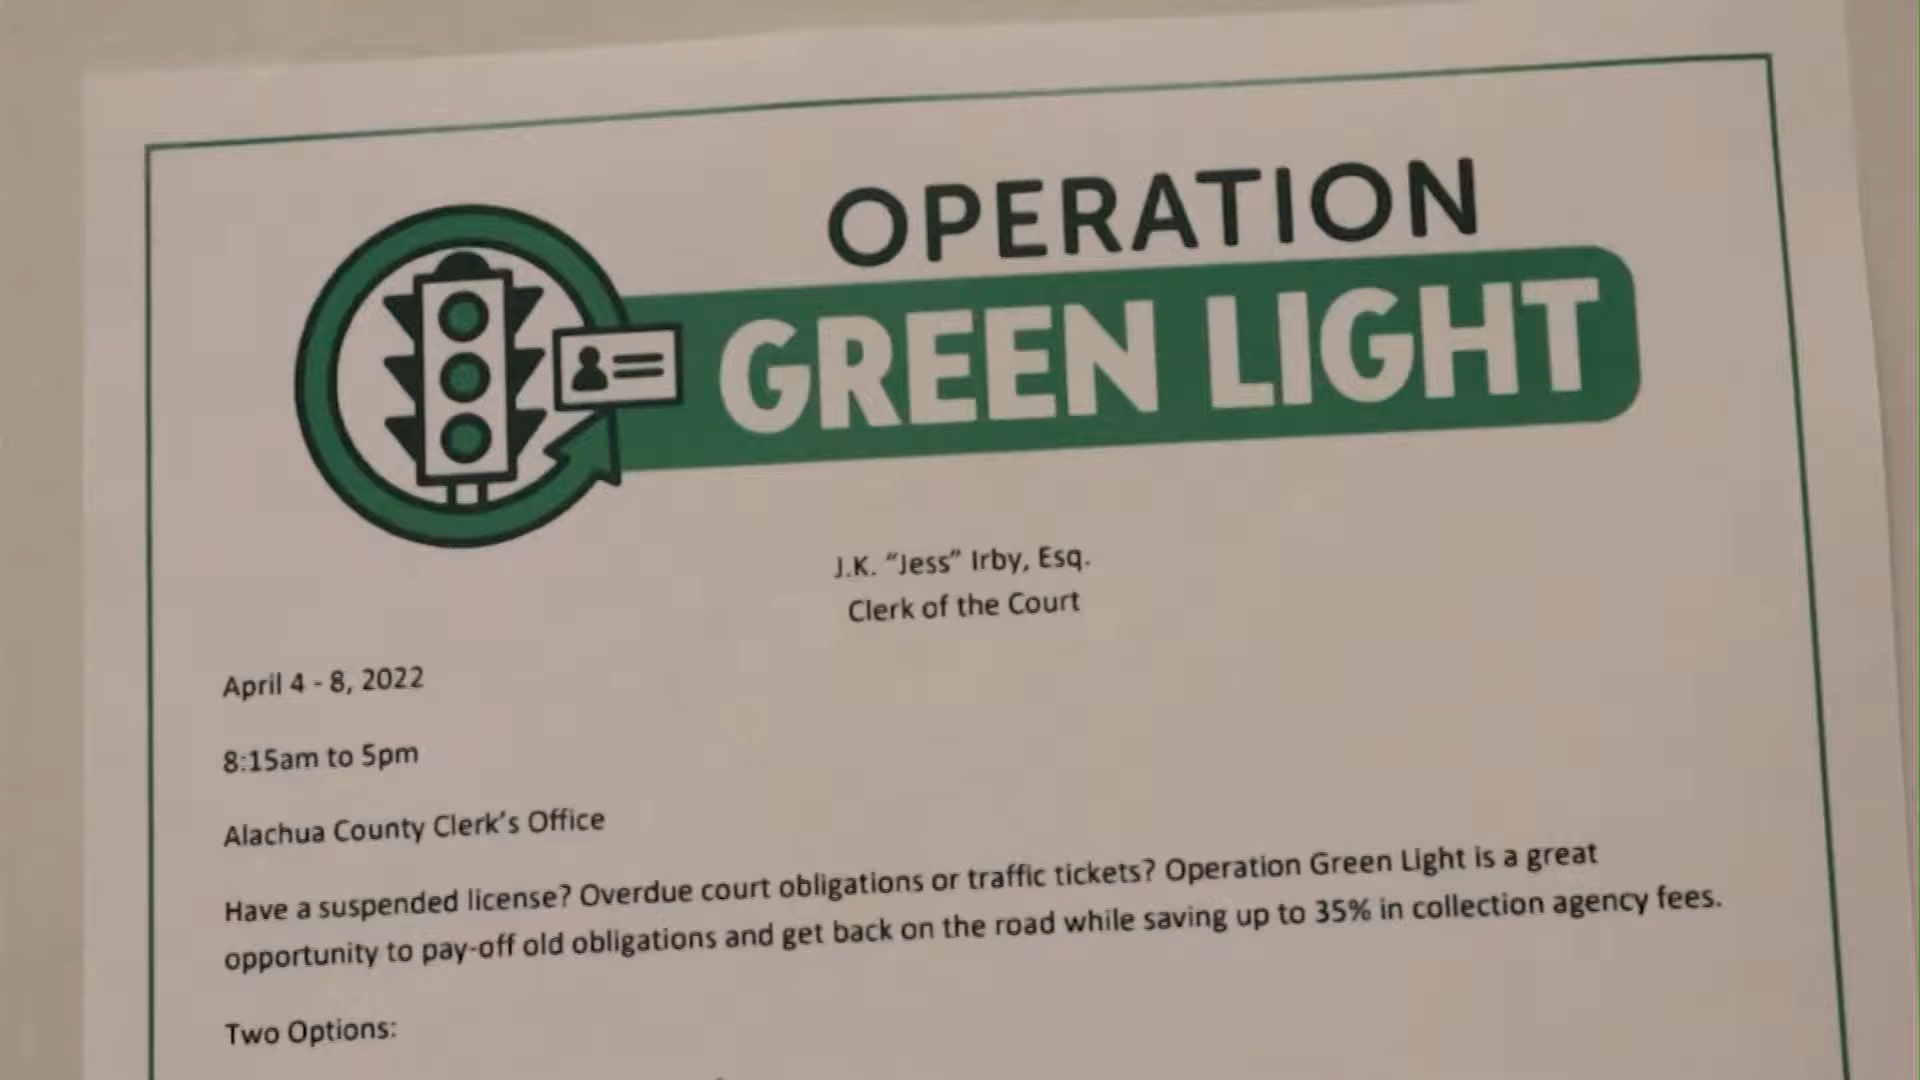 OPERATION
GREEN LIGHT
J.K. “Jess” Irby, Esq.
Clerk of the Court
April 4 - 8, 2022
8:15am to 5pm
Alachua County Clerk’s Office
Have a suspended license? Overdue court obligations or traffic tickets? Operation Green Light is a great
opportunity to pay-off old obligations and get back on the road while saving up to 35% in collection agency fees.
Two Options: